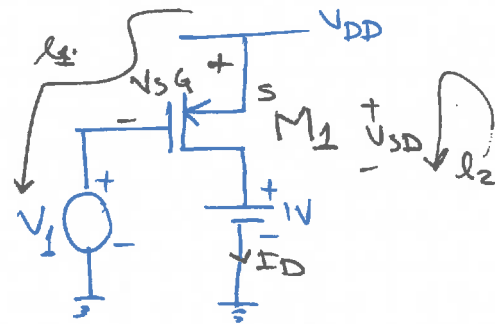 l1.
VDD
+
VSG
S
-
M1
+
VSD
-
l2
+
V1
-
+
1V
-
ID